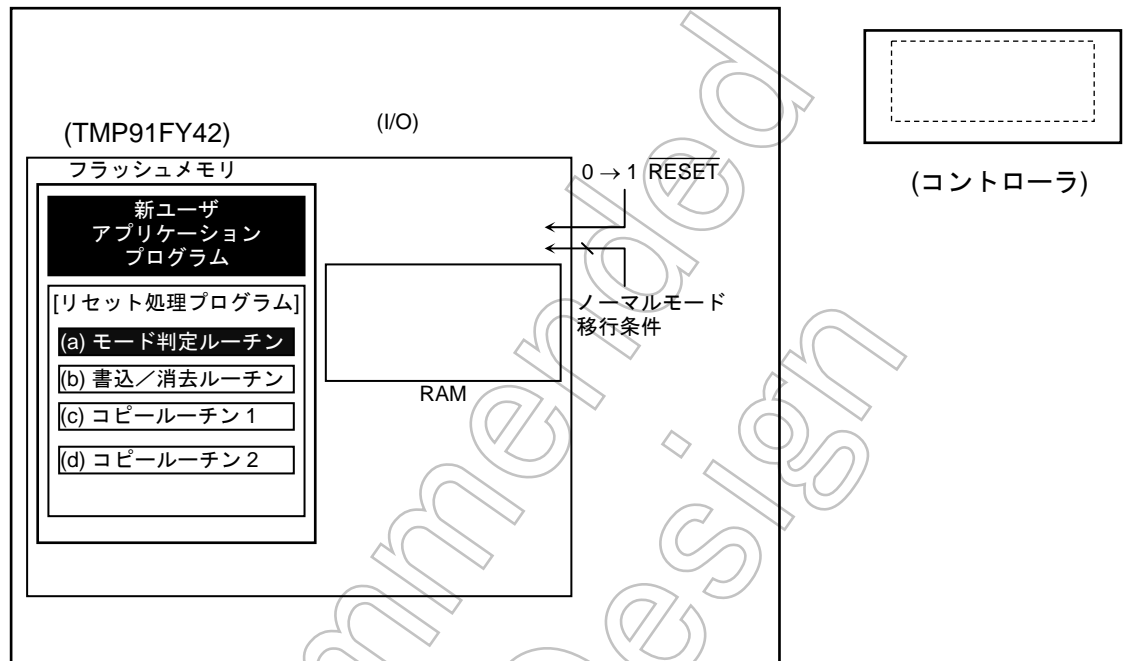 (TMP91FY42)
(I/O)
フラッシュメモリ
新ユーザ
アプリケーション
プログラム
[リセット処理プログラム]
(a) モード判定ルーチン
(b) 書込／消去ルーチン
(c) コピールーチン 1
(d) コピールーチン 2
RAM
0 → 1 RESET
ノーマルモード
移行条件
(コントローラ)
mmended
Design